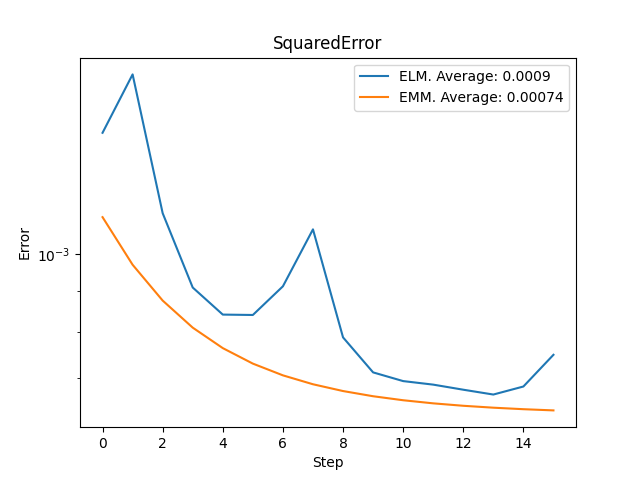 SquaredError
ELM. Average: 0.0009
EMM. Average: 0.00074
Error
10⁻³
0 2 4 6 8 10 12 14
Step